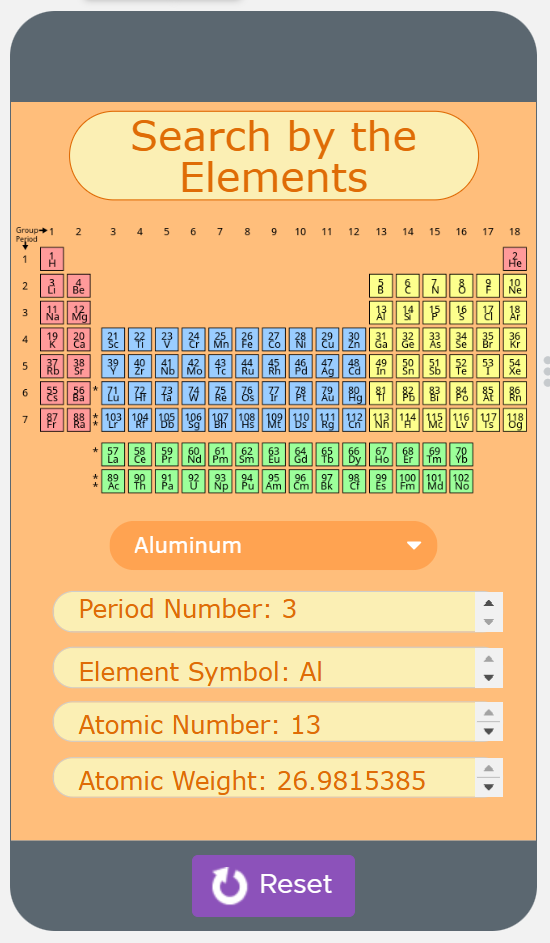 Search by the
Elements
Group 1 2 3 4 5 6 7 8 9 10 11 12 13 14 15 16 17 18
Period
1 1 H 2 He
2 3 Li 4 Be 5 B 6 C 7 N 8 O 9 F 10 Ne
3 11 Na 12 Mg 13 Al 14 Si 15 P 16 S 17 Cl 18 Ar
4 19 K 20 Ca 21 Sc 22 Ti 23 V 24 Cr 25 Mn 26 Fe 27 Co 28 Ni 29 Cu 30 Zn 31 Ga 32 Ge 33 As 34 Se 35 Br 36 Kr
5 37 Rb 38 Sr 39 Y 40 Zr 41 Nb 42 Mo 43 Tc 44 Ru 45 Rh 46 Pd 47 Ag 48 Cd 49 In 50 Sn 51 Sb 52 Te 53 I 54 Xe
6 55 Cs 56 Ba * 71 Lu 72 Hf 73 Ta 74 W 75 Re 76 Os 77 Ir 78 Pt 79 Au 80 Hg 81 Tl 82 Pb 83 Bi 84 Po 85 At 86 Rn
7 87 Fr 88 Ra ** 103 Lr 104 Rf 105 Db 106 Sg 107 Bh 108 Hs 109 Mt 110 Ds 111 Rg 112 Cn 113 Nh 114 Fl 115 Mc 116 Lv 117 Ts 118 Og
* 57 La 58 Ce 59 Pr 60 Nd 61 Pm 62 Sm 63 Eu 64 Gd 65 Tb 66 Dy 67 Ho 68 Er 69 Tm 70 Yb
** 89 Ac 90 Th 91 Pa 92 U 93 Np 94 Pu 95 Am 96 Cm 97 Bk 98 Cf 99 Es 100 Fm 101 Md 102 No
Aluminum
Period Number: 3
Element Symbol: Al
Atomic Number: 13
Atomic Weight: 26.9815385
Reset